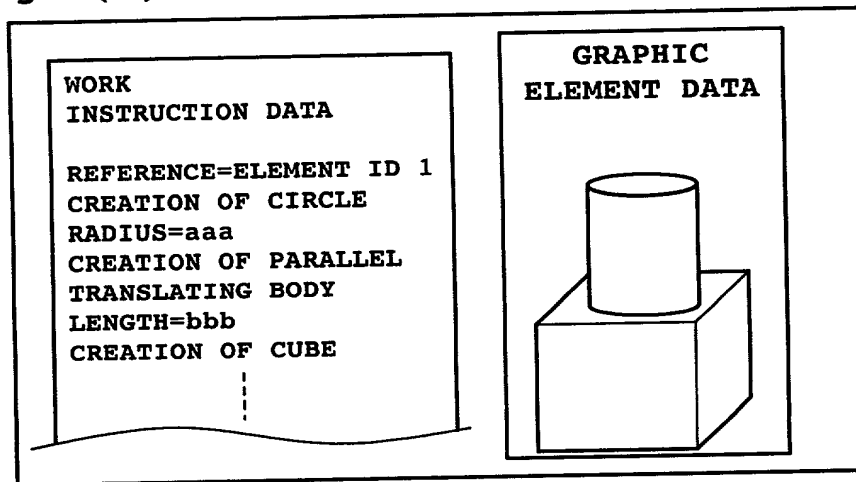 WORK
INSTRUCTION DATA
REFERENCE=ELEMENT ID 1
CREATION OF CIRCLE
RADIUS=aaa
CREATION OF PARALLEL
TRANSLATING BODY
LENGTH=bbb
CREATION OF CUBE
GRAPHIC
ELEMENT DATA